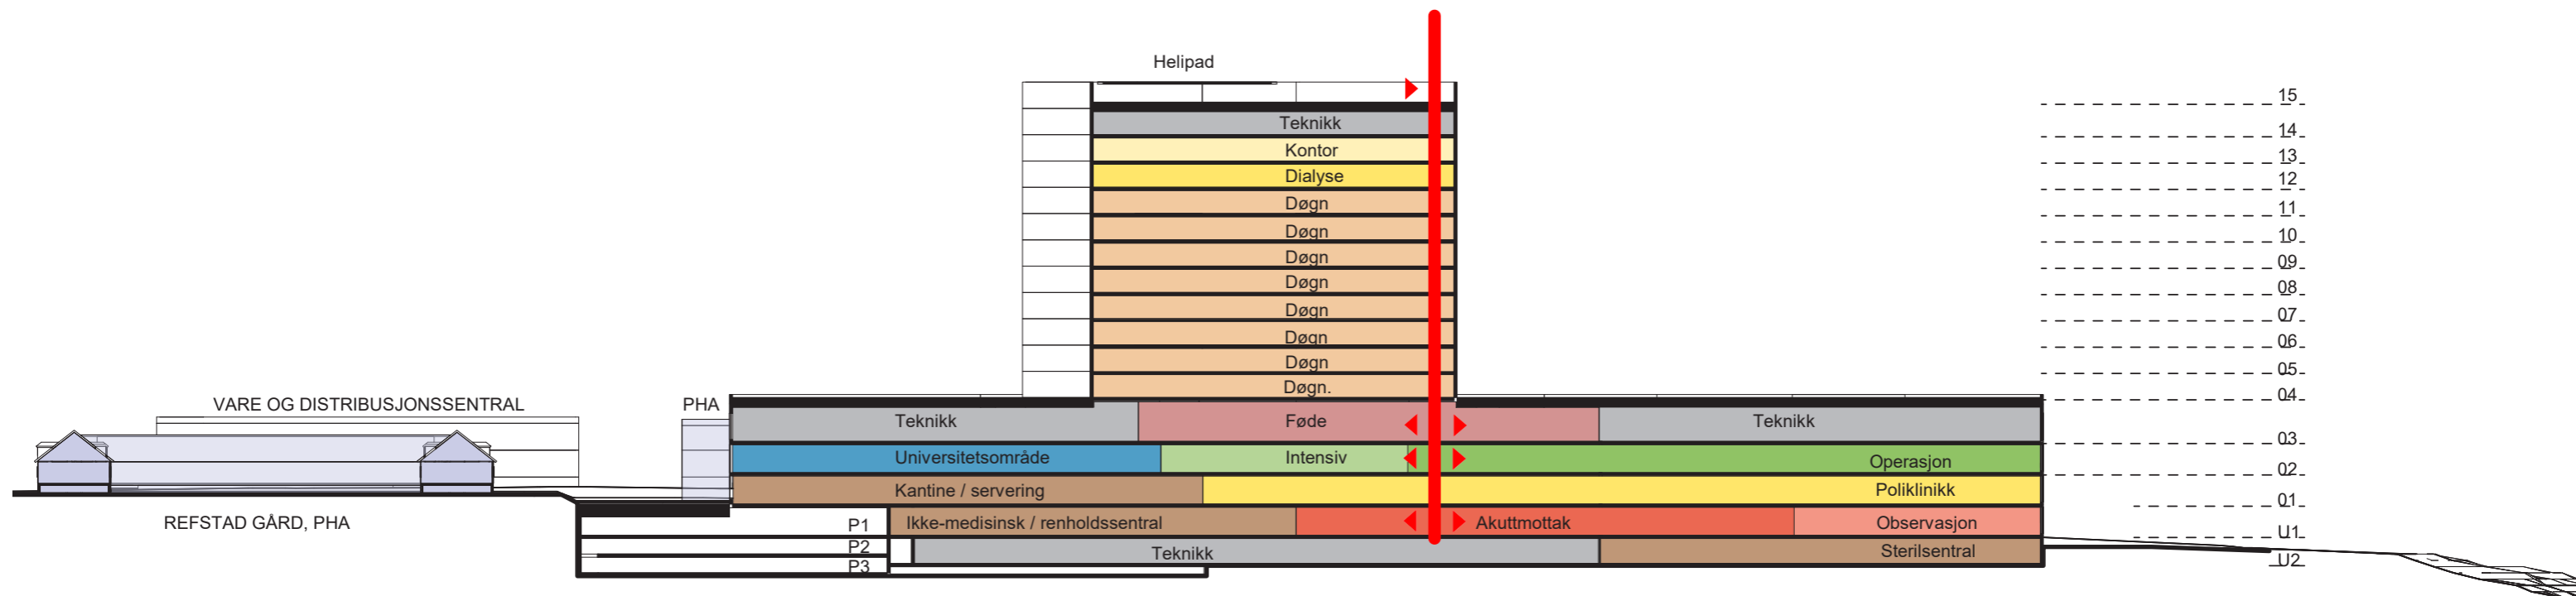 Helipad
15
Teknikk
14
Kontor
13
Dialyse
12
Døgn
11
Døgn
10
Døgn
09
Døgn
08
Døgn
07
Døgn
06
Døgn
05
Døgn.
04
VARE OG DISTRIBUSJONSSENTRAL
PHA
Teknikk
Føde
Teknikk
03
Universitetsområde
Intensiv
Operasjon
02
Kantine / servering
Poliklinikk
01
REFSTAD GÅRD, PHA
P1
Ikke-medisinsk / renholdssentral
Akuttmottak
Observasjon
U1
P2
Teknikk
Sterilsentral
U2
P3